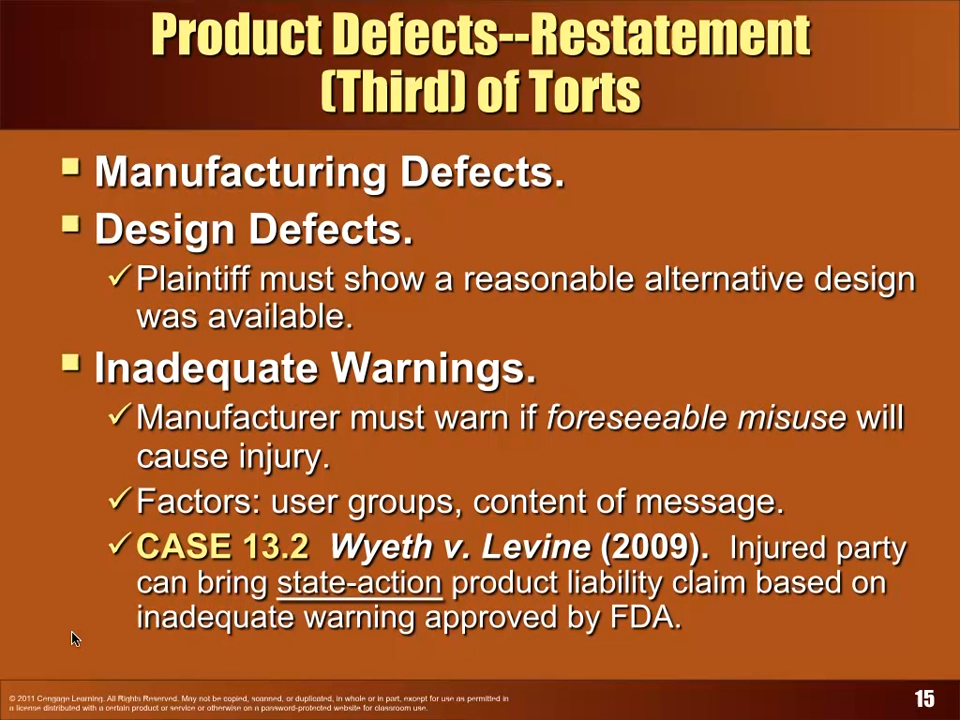 Product Defects--Restatement
(Third) of Torts
Manufacturing Defects.
Design Defects.
Plaintiff must show a reasonable alternative design
was available.
Inadequate Warnings.
Manufacturer must warn if foreseeable misuse will
cause injury.
Factors: user groups, content of message.
CASE 13.2 Wyeth v. Levine (2009). Injured party
can bring state-action product liability claim based on
inadequate warning approved by FDA.
© 2011 Cengage Learning. All Rights Reserved. May not be copied, scanned, or duplicated, in whole or in part, except for use as permitted in
a license distributed with a certain product or service or otherwise on a password-protected website for classroom use.
15